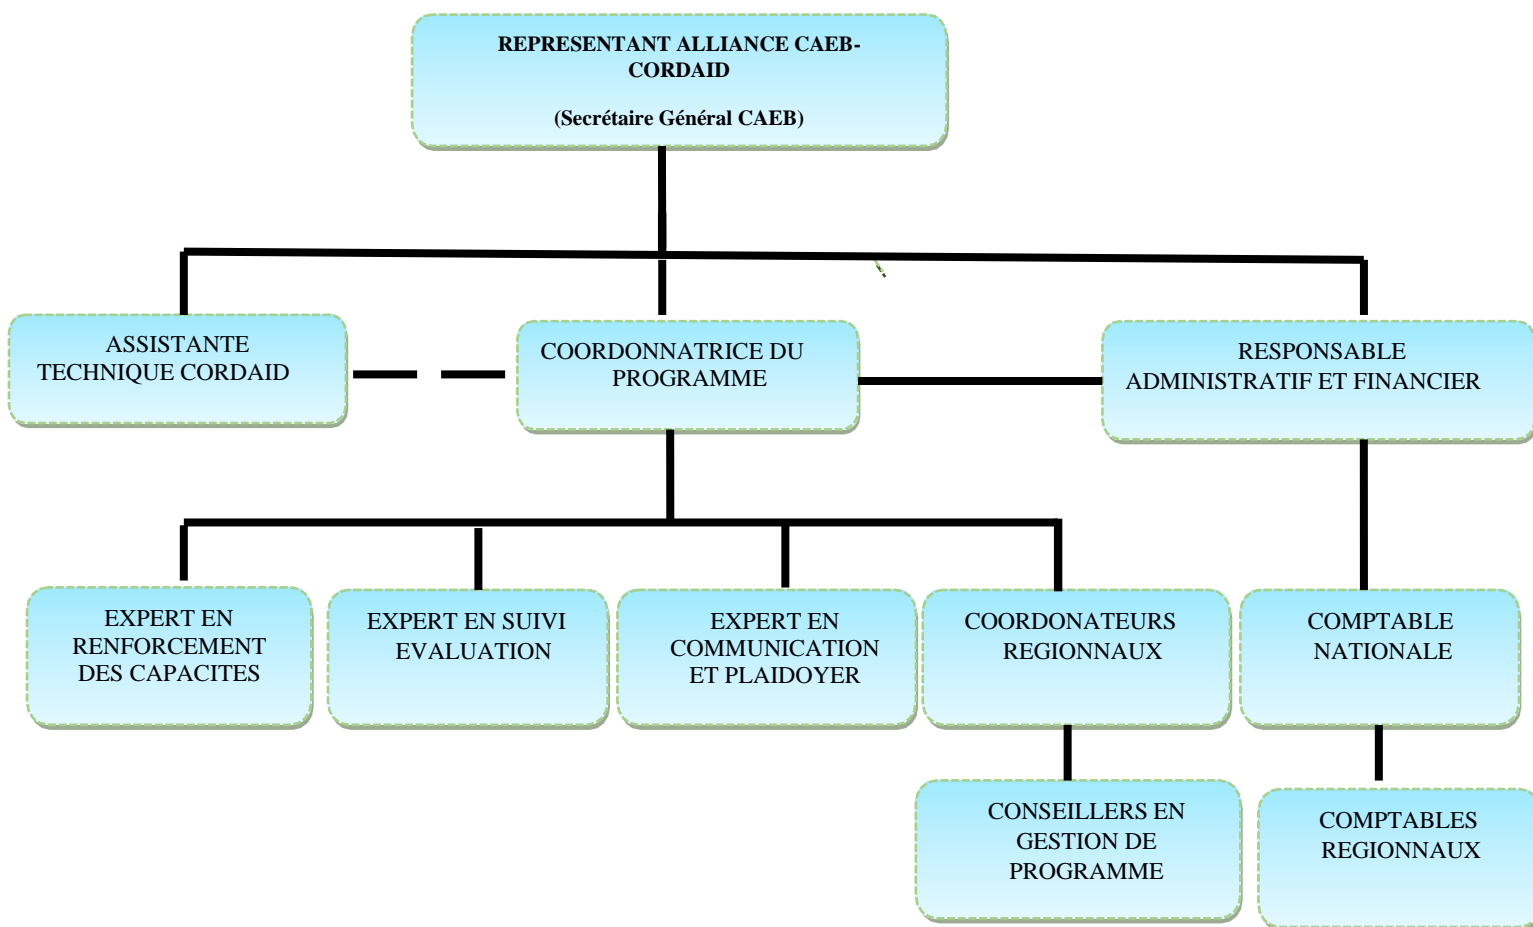 REPRESENTANT ALLIANCE CAEB-
CORDAID
(Secrétaire Général CAEB)
ASSISTANTE
TECHNIQUE CORDAID
COORDONNATRICE DU
PROGRAMME
RESPONSABLE
ADMINISTRATIF ET FINANCIER
EXPERT EN
RENFORCEMENT
DES CAPACITES
EXPERT EN SUIVI
EVALUATION
EXPERT EN
COMMUNICATION
ET PLAIDOYER
COORDONATEURS
REGIONNAUX
COMPTABLE
NATIONALE
CONSEILLERS EN
GESTION DE
PROGRAMME
COMPTABLES
REGIONNAUX